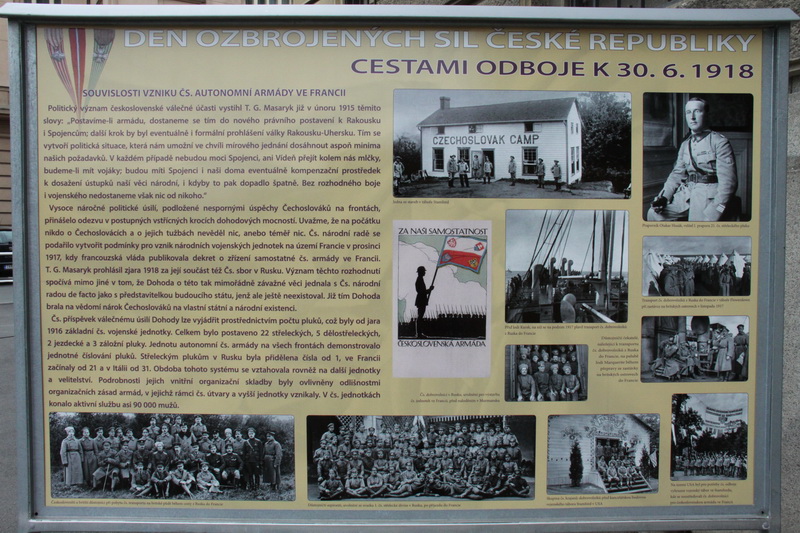 DEN OZBROJENÝCH SIL ČESKÉ REPUBLIKY
CESTAMI ODBOJE K 30. 6. 1918
SOUVISLOSTI VZNIKU ČS. AUTONOMNÍ ARMÁDY VE FRANCII
Politický význam československé válečné účasti vystihl T. G. Masaryk již v únoru 1915 těmito
slovy: „Postavíme-li armádu, dostaneme se tím do nového právního postavení k Rakousku
i Spojencům; další krok by byl eventuálně i formální prohlášení války Rakousku-Uhersku. Tím se
vytvoří politická situace, která nám umožní ve chvíli mírového jednání dosáhnout aspoň minima
našich požadavků. V každém případě nebudou moci Spojenci, ani Vídeň přejít kolem nás mlčky,
budeme-li mít vojáky; budou míti Spojenci i naši doma eventuálně kompenzační prostředek
k dosažení ústupků naší věci národní, i kdyby to pak dopadlo špatně. Bez rozhodného boje
i vojenského nedostaneme však nic od nikoho."
Vysoce náročné politické úsilí, podložené nespornými úspěchy Čechoslováků na frontách,
přinášelo odezvu v postupných vstřícných krocích dohodových mocností. Uvažme, že na počátku
nikdo o Čechoslovácích a o jejich tužbách nevěděl nic, anebo téměř nic. Čs. národní radě se
podařilo vytvořit podmínky pro vznik národních vojenských jednotek na území Francie v prosinci
1917, kdy francouzská vláda publikovala dekret o zřízení samostatné čs. armády ve Francii.
T. G. Masaryk prohlásil zjara 1918 za její součást též Čs. sbor v Rusku. Význam těchto rozhodnutí
spočívá mimo jiné v tom, že Dohoda o této tak mimořádně závažné věci jednala s Čs. národní
radou de facto jako s představitelkou budoucího státu, jenž ale ještě neexistoval. Již tím Dohoda
brala na vědomí nárok Čechoslováků na vlastní státní a národní existenci.
Čs. příspěvek válečnému úsilí Dohody lze vyjádřit prostřednictvím počtu pluků, což byly od jara
1916 základní čs. vojenské jednotky. Celkem bylo postaveno 22 střeleckých, 5 dělostřeleckých,
2 jezdecké a 3 záložní pluky. Jednotu autonomní čs. armády na všech frontách demonstrovalo
jednotné číslování pluků. Střeleckým plukům v Rusku byla přidělena čísla od 1, ve Francii
začínaly od 21 a v Itálii od 31. Obdoba tohoto systému se vztahovala rovněž na další jednotky
a velitelství. Podrobnosti jejich vnitřní organizační skladby byly ovlivněny odlišnostmi
organizačních zásad armád, v jejichž rámci čs. útvary a vyšší jednotky vznikaly. V čs. jednotkách
konalo aktivní službu asi 90 000 mužů.
CZECHOSLOVAK CAMP
ZA NAŠI SAMOSTATNOST
ČESKOSLOVENSKÁ ARMÁDA